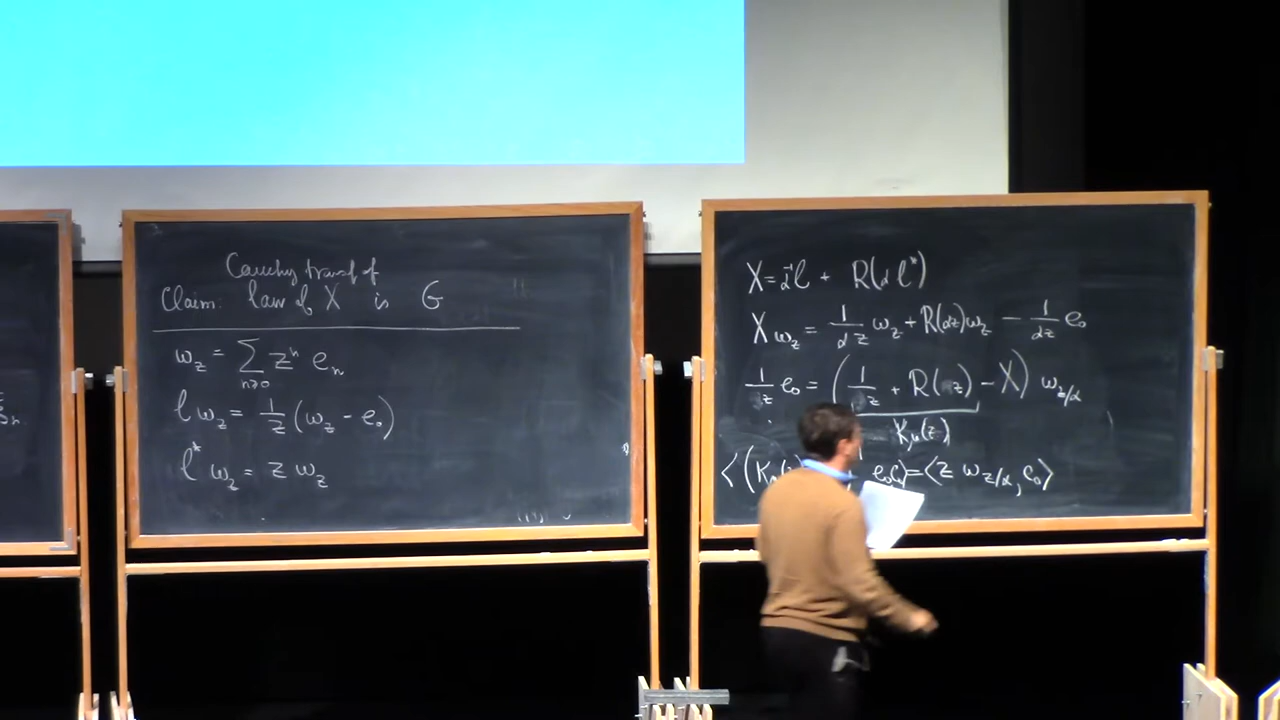 Cauchy transf of
Claim: law of X is G
ω_z = Σ_{n≥0} z^n e_n
l ω_z = 1/z (ω_z - e_0)
l* ω_z = z ω_z
X = α^{-1} l + R(α l*)
X ω_z = 1/(αz) ω_z + R(αz) ω_z - 1/(αz) e_0
1/z e_0 = (1/z + R(z) - X) ω_{z/α}
K_μ(z)
= ⟨z ω_{z/α}, e_0⟩